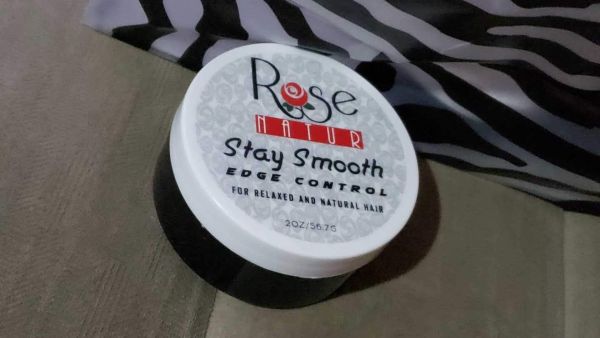 Rose
NATUR
Stay Smooth
EDGE CONTROL
FOR RELAXED AND NATURAL HAIR
2OZ/56.7G